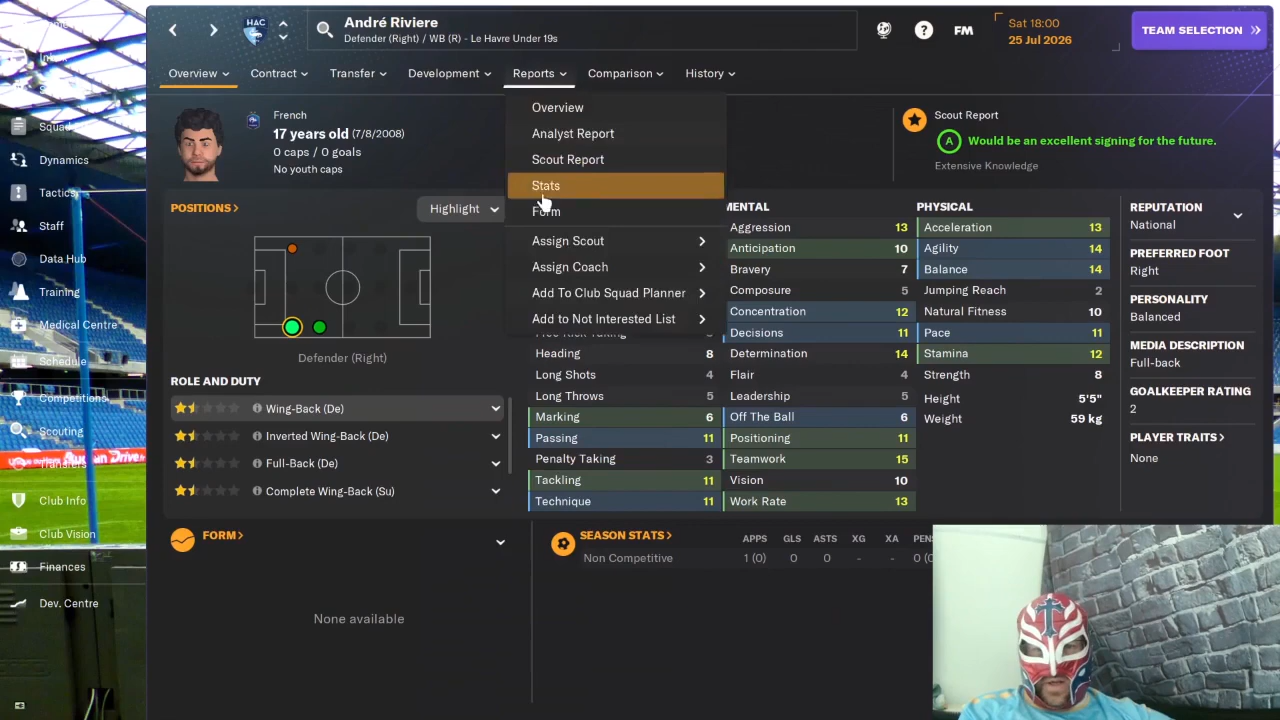 HAC
André Riviere
Defender (Right) / WB (R) - Le Havre Under 19s
FM
Sat 18:00
25 Jul 2026
TEAM SELECTION
Overview
Contract
Transfer
Development
Reports
Comparison
History
Squad
Dynamics
Tactics
Staff
Data Hub
Training
Medical Centre
Schedule
Competitions
Scouting
Transfers
Club Info
Club Vision
Finances
Dev. Centre
French
17 years old (7/8/2008)
0 caps / 0 goals
No youth caps
Overview
Analyst Report
Scout Report
Stats
Form
Assign Scout
Assign Coach
Add To Club Squad Planner
Add to Not Interested List
Scout Report
A Would be an excellent signing for the future.
Extensive Knowledge
POSITIONS
Highlight
Defender (Right)
ROLE AND DUTY
Wing-Back (De)
Inverted Wing-Back (De)
Full-Back (De)
Complete Wing-Back (Su)
Free Kick Taking
Heading 8
Long Shots 4
Long Throws 5
Marking 6
Passing 11
Penalty Taking 3
Tackling 11
Technique 11
MENTAL
Aggression 13
Anticipation 10
Bravery 7
Composure 5
Concentration 12
Decisions 11
Determination 14
Flair 4
Leadership 5
Off The Ball 6
Positioning 11
Teamwork 15
Vision 10
Work Rate 13
PHYSICAL
Acceleration 13
Agility 14
Balance 14
Jumping Reach 2
Natural Fitness 10
Pace 11
Stamina 12
Strength 8
Height 5'5"
Weight 59 kg
REPUTATION
National
PREFERRED FOOT
Right
PERSONALITY
Balanced
MEDIA DESCRIPTION
Full-back
GOALKEEPER RATING
2
PLAYER TRAITS
None
FORM
None available
SEASON STATS
APPS GLS ASTS XG XA PENS
Non Competitive 1 (0) 0 0 - - 0 (0